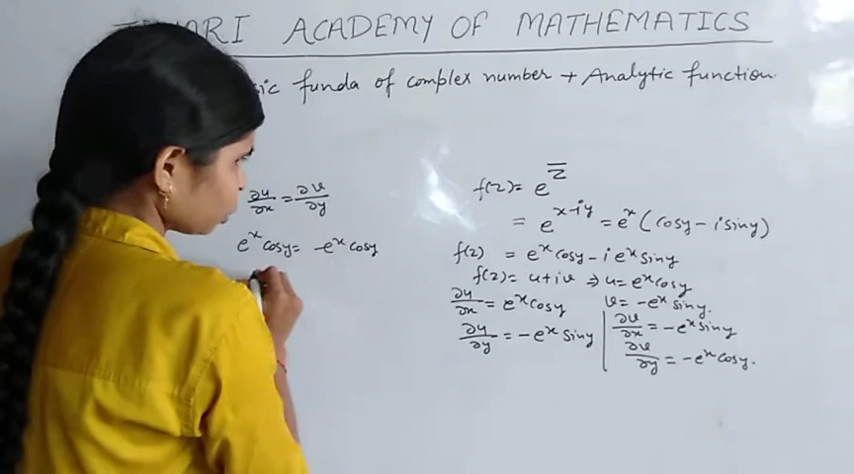 ACADEMY OF MATHEMATICS
funda of complex number + Analytic function.
∂u/∂x = ∂v/∂y
e^x cosy = -e^x cosy
f(z) = e^z̅
= e^{x-iy} = e^x (cosy - i siny)
f(z) = e^x cosy - i e^x siny
f(z) = u+iv ⇒ u = e^x cosy
v = -e^x siny.
∂u/∂x = e^x cosy
∂u/∂y = -e^x siny
∂v/∂x = -e^x siny
∂v/∂y = -e^x cosy.